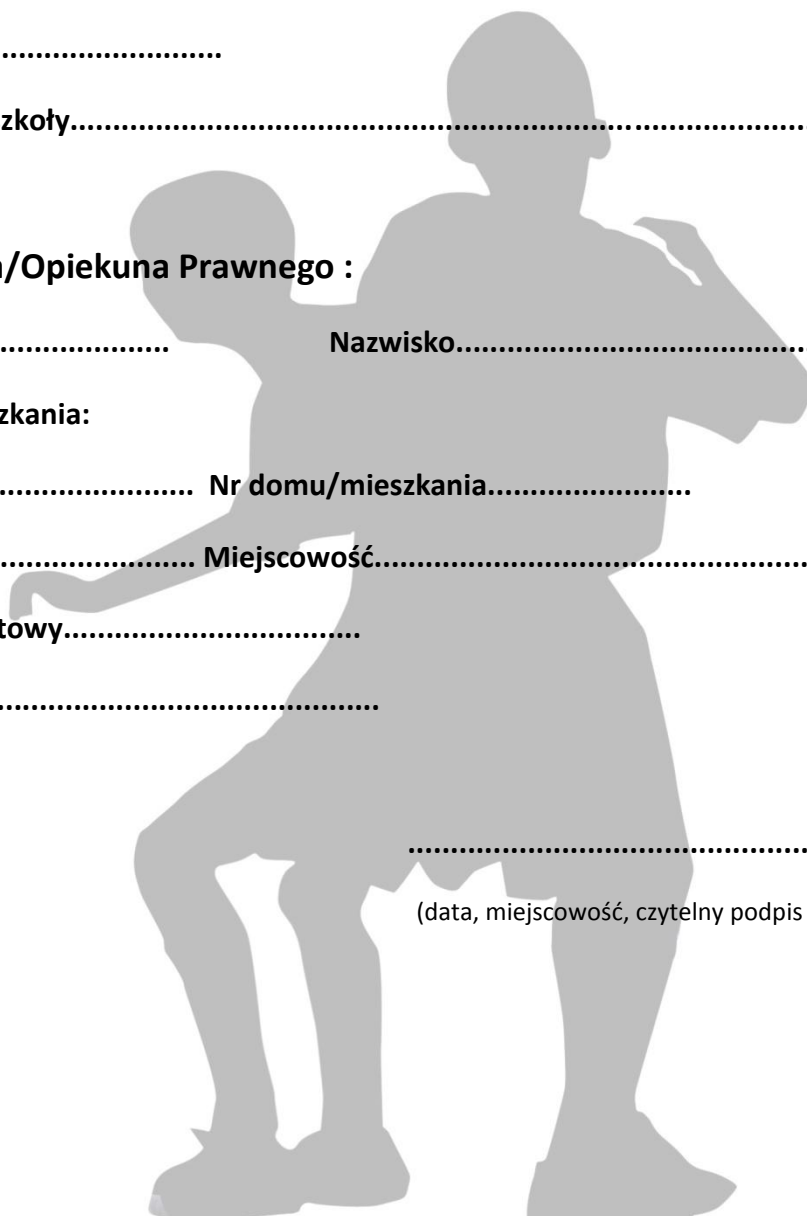 ..........................
zkoły.......................................................................................
/Opiekuna Prawnego :
.................... Nazwisko..........................................
zkania:
.......................... Nr domu/mieszkania........................
....................... Miejscowość...................................................
towy...................................
.............................................
...............................................
(data, miejscowość, czytelny podpis